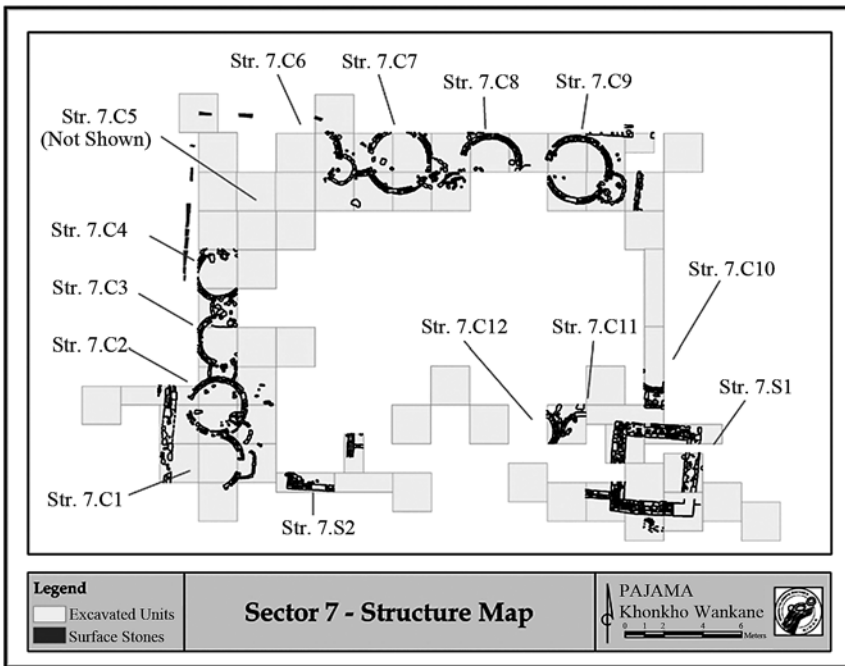 Str. 7.C6
Str. 7.C7
Str. 7.C8
Str. 7.C9
Str. 7.C5
(Not Shown)
Str. 7.C4
Str. 7.C3
Str. 7.C2
Str. 7.C1
Str. 7.S2
Str. 7.C10
Str. 7.C12
Str. 7.C11
Str. 7.S1
Legend
Excavated Units
Surface Stones
Sector 7 - Structure Map
PAJAMA
Khonkho Wankane
0 1 2 4 6
Meters